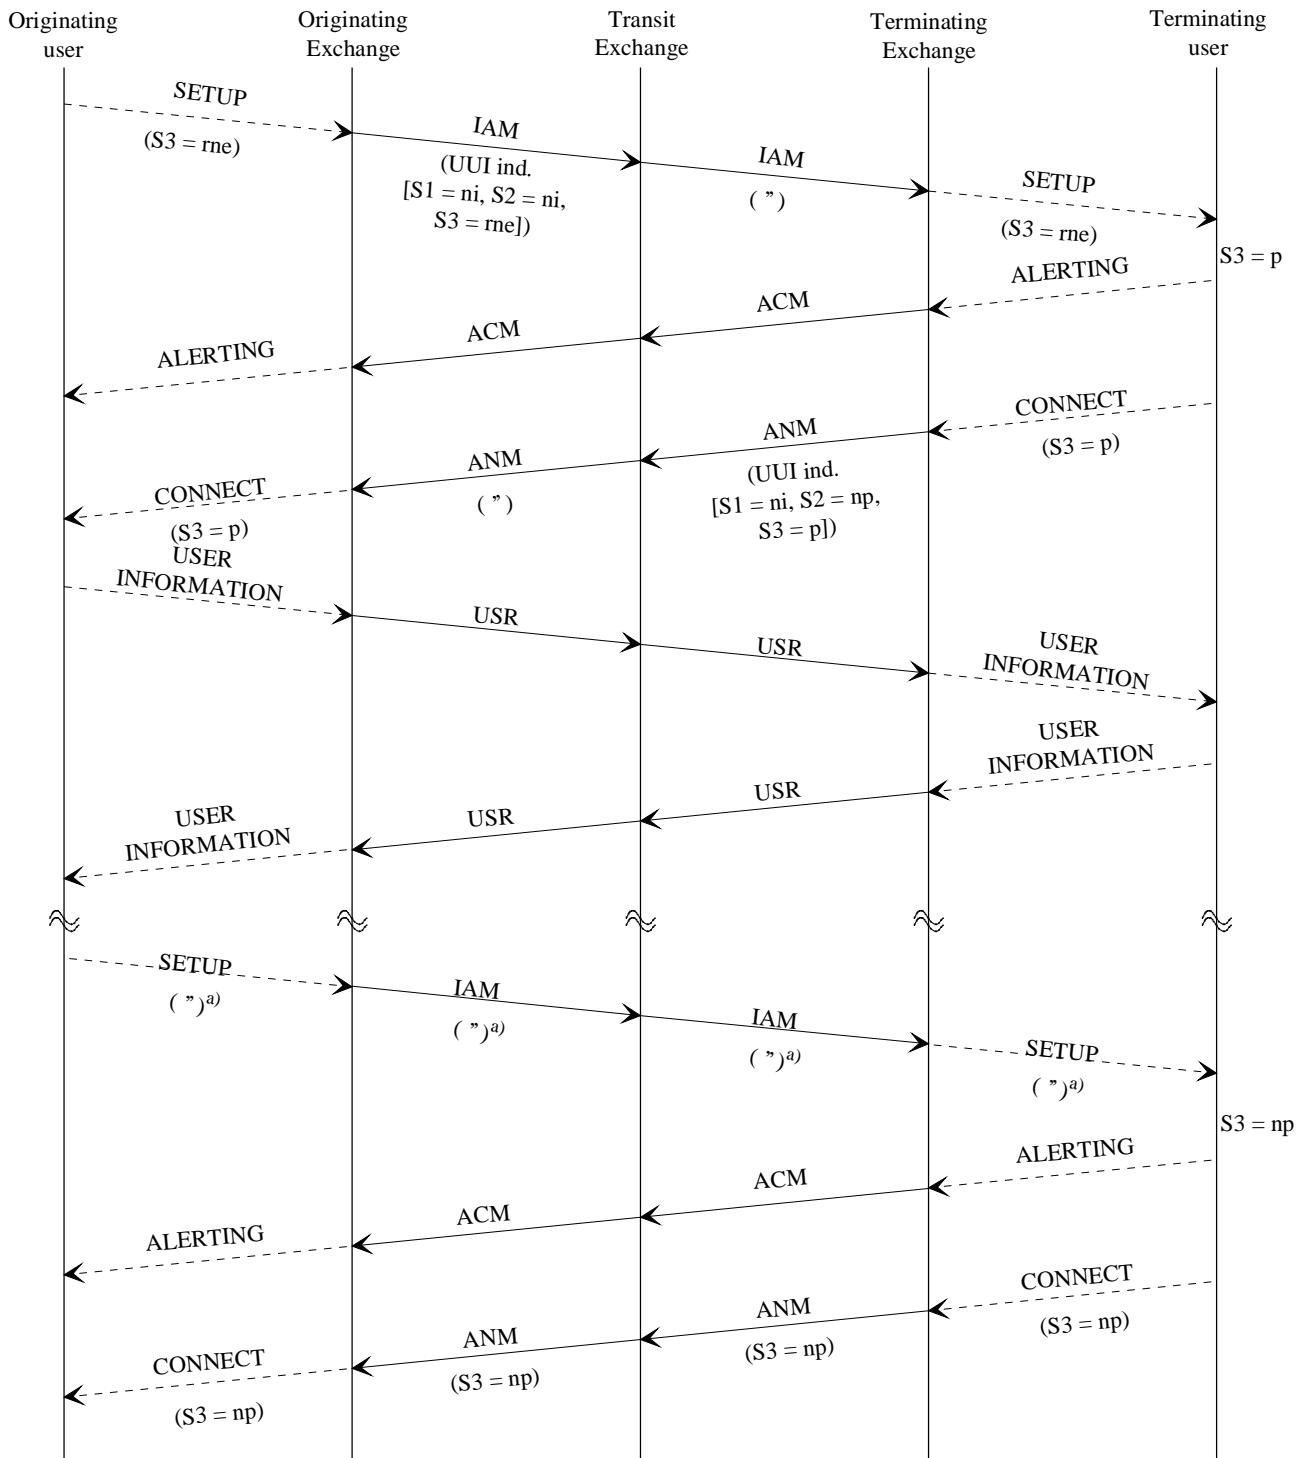 Originating
user
Originating
Exchange
Transit
Exchange
Terminating
Exchange
Terminating
user
SETUP
(S3 = rne)
IAM
(UUI ind.
[S1 = ni, S2 = ni,
S3 = rne])
IAM
( ”)
SETUP
(S3 = rne)
S3 = p
ALERTING
ACM
ACM
ALERTING
CONNECT
(S3 = p)
ANM
(UUI ind.
[S1 = ni, S2 = np,
S3 = p])
ANM
( ”)
CONNECT
(S3 = p)
USER
INFORMATION
USR
USR
USER
INFORMATION
USER
INFORMATION
USR
USR
USER
INFORMATION
SETUP
( ”)a)
IAM
( ”)a)
IAM
( ”)a)
SETUP
( ”)a)
S3 = np
ALERTING
ACM
ACM
ALERTING
CONNECT
(S3 = np)
ANM
(S3 = np)
ANM
(S3 = np)
CONNECT
(S3 = np)